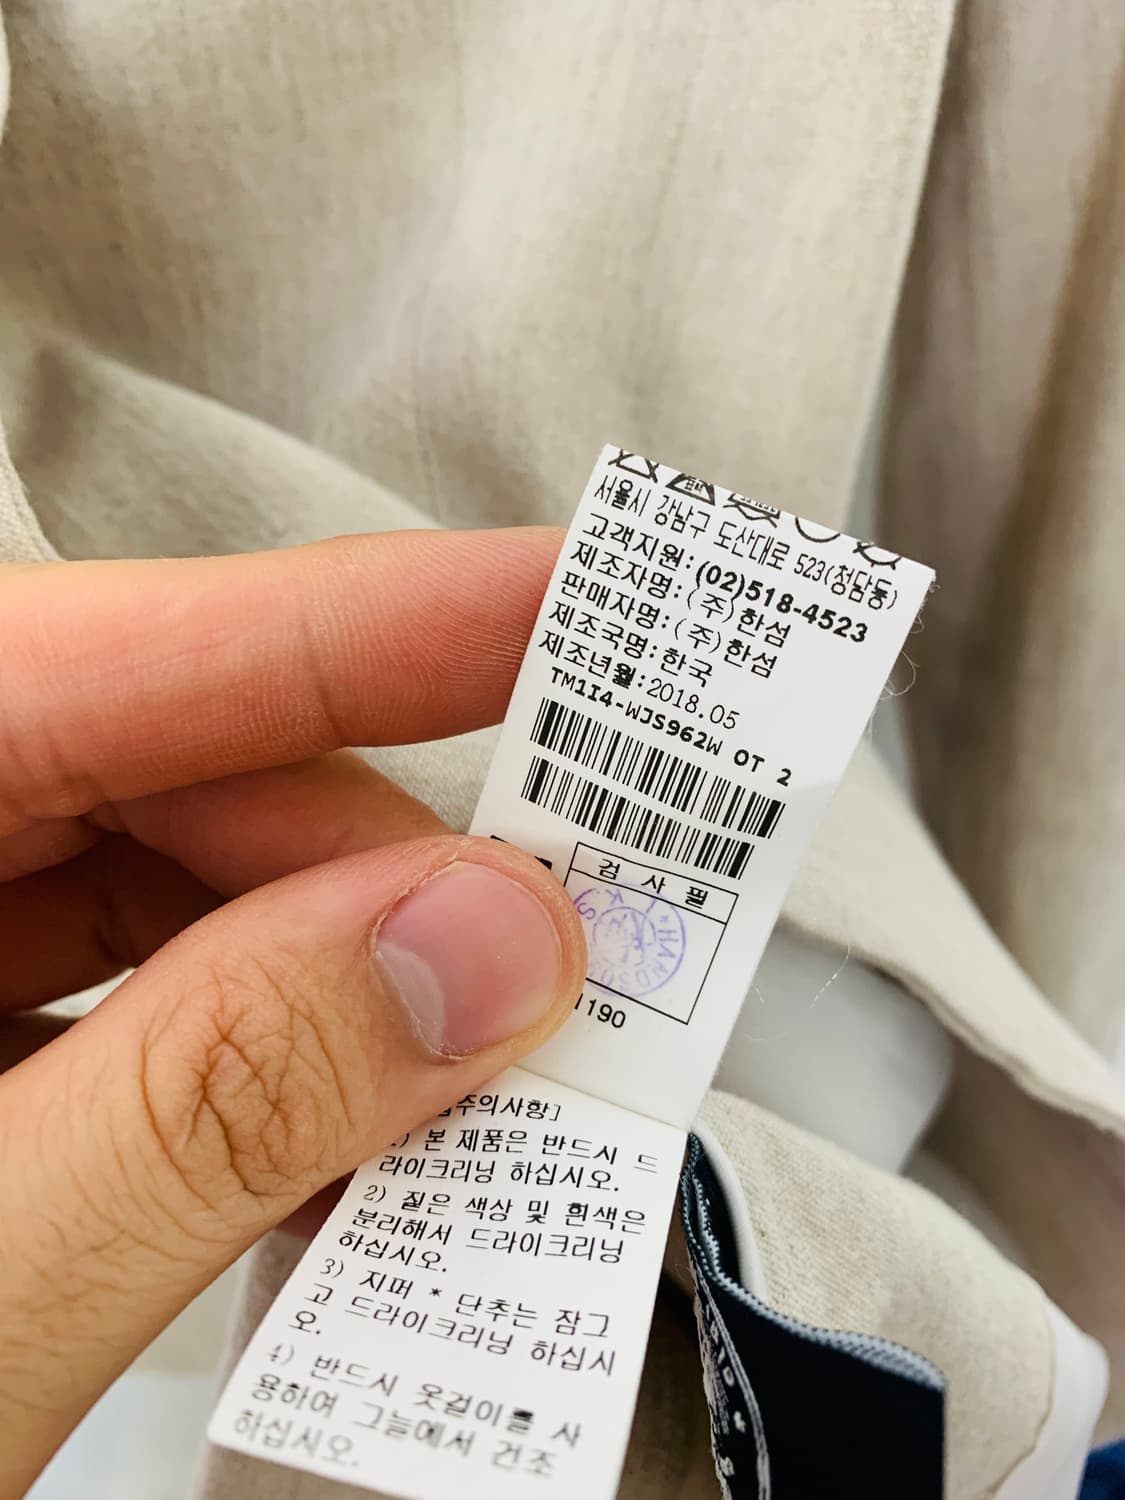 서울시 강남구 도산대로 523(청담동)
고객지원:(02)518-4523
제조자명:(주)한섬
판매자명:(주)한섬
제조국명:한국
제조년월:2018.05
TM1I4-WJS962W OT 2
검 사 필
1190
주의사항]
본 제품은 반드시 드
라이크리닝 하십시오.
2) 짙은 색상 및 흰색은
분리해서 드라이크리닝
하십시오.
3) 지퍼 * 단추는 잠그
고 드라이크리닝 하십시
오.
4) 반드시 옷걸이를 사
용하여 그늘에서 건조
하십시오.